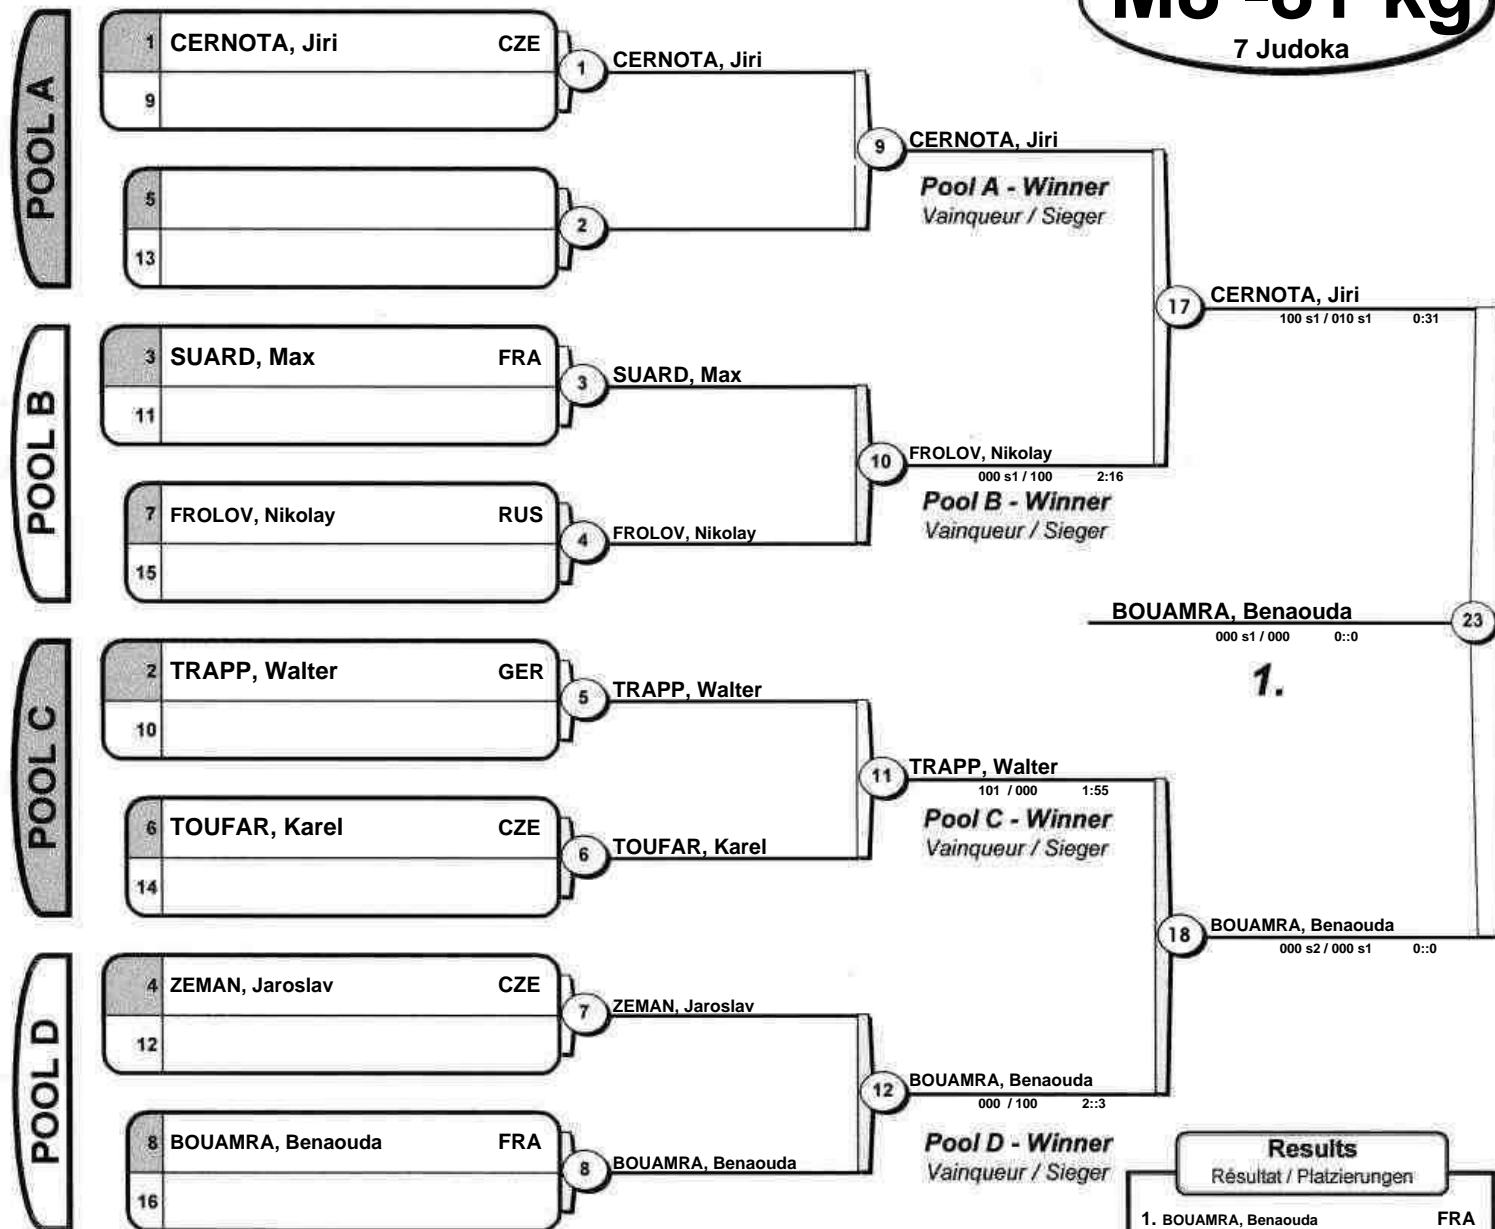 M6 -81 kg
7 Judoka
POOL A
1 CERNOTA, Jiri CZE
9
1 CERNOTA, Jiri
5
13
2
9 CERNOTA, Jiri
Pool A - Winner
Vainqueur / Sieger
POOL B
3 SUARD, Max FRA
11
3 SUARD, Max
7 FROLOV, Nikolay RUS
15
4 FROLOV, Nikolay
10 FROLOV, Nikolay
000 s1 / 100 2:16
Pool B - Winner
Vainqueur / Sieger
17 CERNOTA, Jiri
100 s1 / 010 s1 0:31
BOUAMRA, Benaouda 23
000 s1 / 000 0::0
1.
POOL C
2 TRAPP, Walter GER
10
5 TRAPP, Walter
6 TOUFAR, Karel CZE
14
6 TOUFAR, Karel
11 TRAPP, Walter
101 / 000 1:55
Pool C - Winner
Vainqueur / Sieger
18 BOUAMRA, Benaouda
000 s2 / 000 s1 0::0
POOL D
4 ZEMAN, Jaroslav CZE
12
7 ZEMAN, Jaroslav
8 BOUAMRA, Benaouda FRA
16
8 BOUAMRA, Benaouda
12 BOUAMRA, Benaouda
000 / 100 2::3
Pool D - Winner
Vainqueur / Sieger
Results
Résultat / Platzierungen
1. BOUAMRA, Benaouda FRA